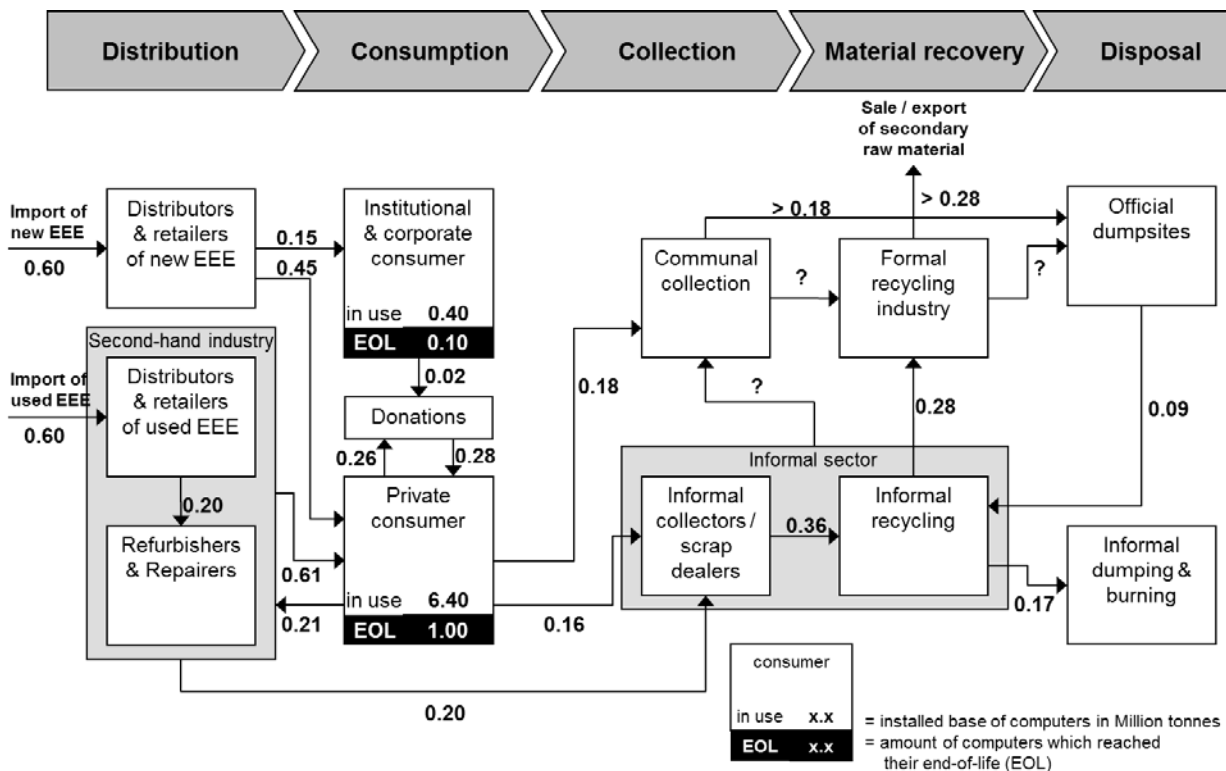 Distribution
Consumption
Collection
Material recovery
Disposal
Sale / export
of secondary
raw material
Import of
new EEE
0.60
Distributors
& retailers
of new EEE
0.15
0.45
Institutional
& corporate
consumer
in use 0.40
EOL 0.10
> 0.18
> 0.28
Communal
collection
?
Formal
recycling
industry
?
Official
dumpsites
Second-hand industry
Import of
used EEE
0.60
Distributors
& retailers
of used EEE
0.02
Donations
0.26
0.28
0.18
?
0.28
0.09
0.20
Refurbishers
& Repairers
0.61
0.21
Private
consumer
in use 6.40
EOL 1.00
0.16
Informal sector
Informal
collectors /
scrap
dealers
0.36
Informal
recycling
0.17
Informal
dumping &
burning
0.20
consumer
in use x.x
EOL x.x
= installed base of computers in Million tonnes
= amount of computers which reached
their end-of-life (EOL)